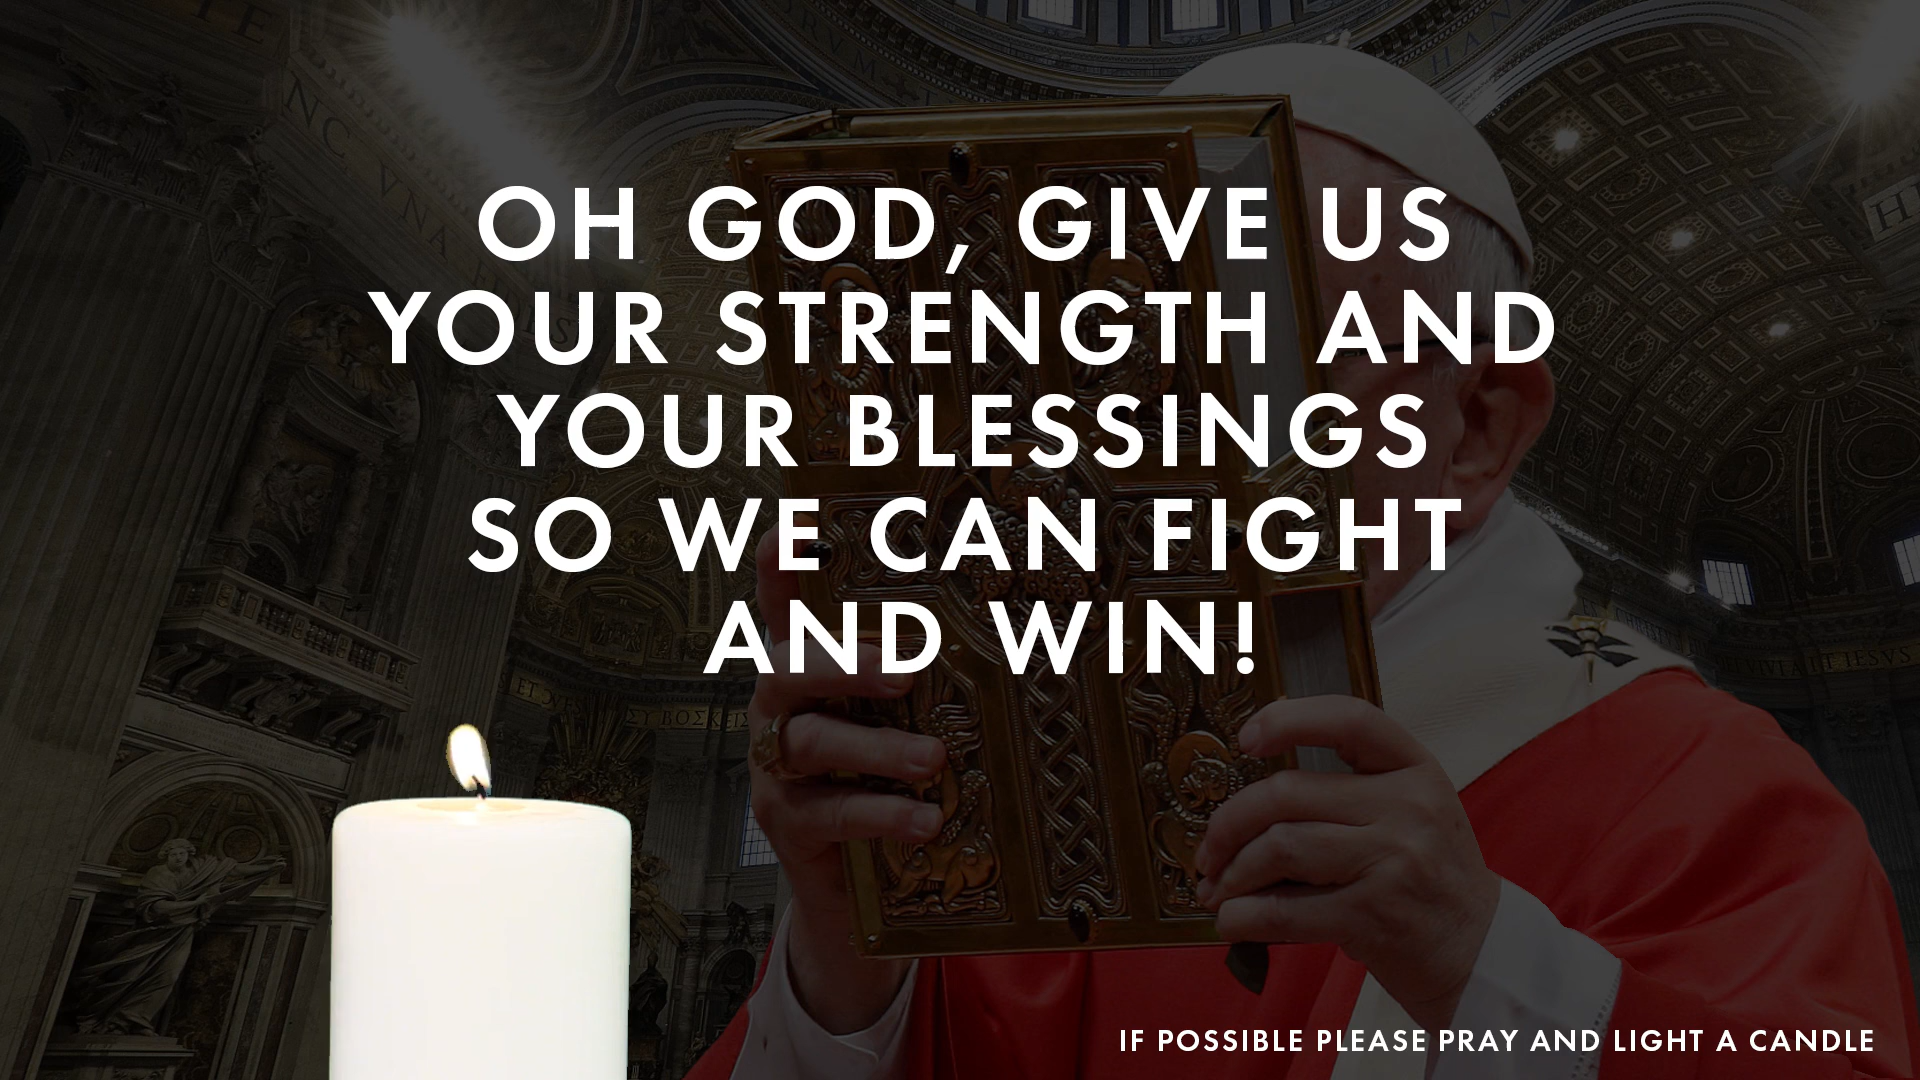 OH GOD, GIVE US
YOUR STRENGTH AND
YOUR BLESSINGS
SO WE CAN FIGHT
AND WIN!
IF POSSIBLE PLEASE PRAY AND LIGHT A CANDLE